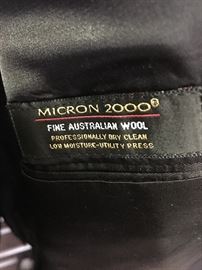 MICRON 2000®
FINE AUSTRALIAN WOOL
PROFESSIONALLY DRY CLEAN
LOW MOISTURE-UTILITY PRESS